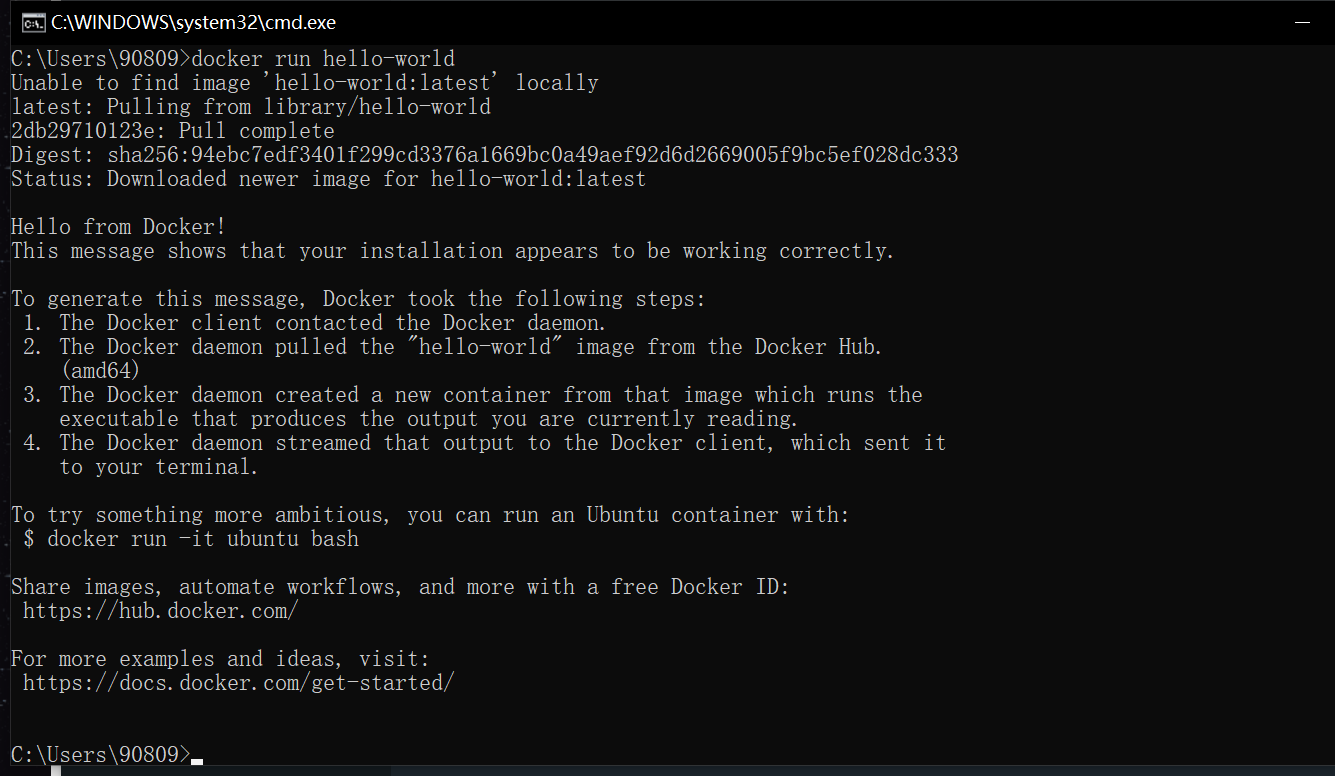 C:\WINDOWS\system32\cmd.exe
C:\Users\90809>docker run hello-world
Unable to find image 'hello-world:latest' locally
latest: Pulling from library/hello-world
2db29710123e: Pull complete
Digest: sha256:94ebc7edf3401f299cd3376a1669bc0a49aef92d6d2669005f9bc5ef028dc333
Status: Downloaded newer image for hello-world:latest
Hello from Docker!
This message shows that your installation appears to be working correctly.
To generate this message, Docker took the following steps:
1. The Docker client contacted the Docker daemon.
2. The Docker daemon pulled the "hello-world" image from the Docker Hub.
(amd64)
3. The Docker daemon created a new container from that image which runs the
executable that produces the output you are currently reading.
4. The Docker daemon streamed that output to the Docker client, which sent it
to your terminal.
To try something more ambitious, you can run an Ubuntu container with:
$ docker run -it ubuntu bash
Share images, automate workflows, and more with a free Docker ID:
https://hub.docker.com/
For more examples and ideas, visit:
https://docs.docker.com/get-started/
C:\Users\90809>